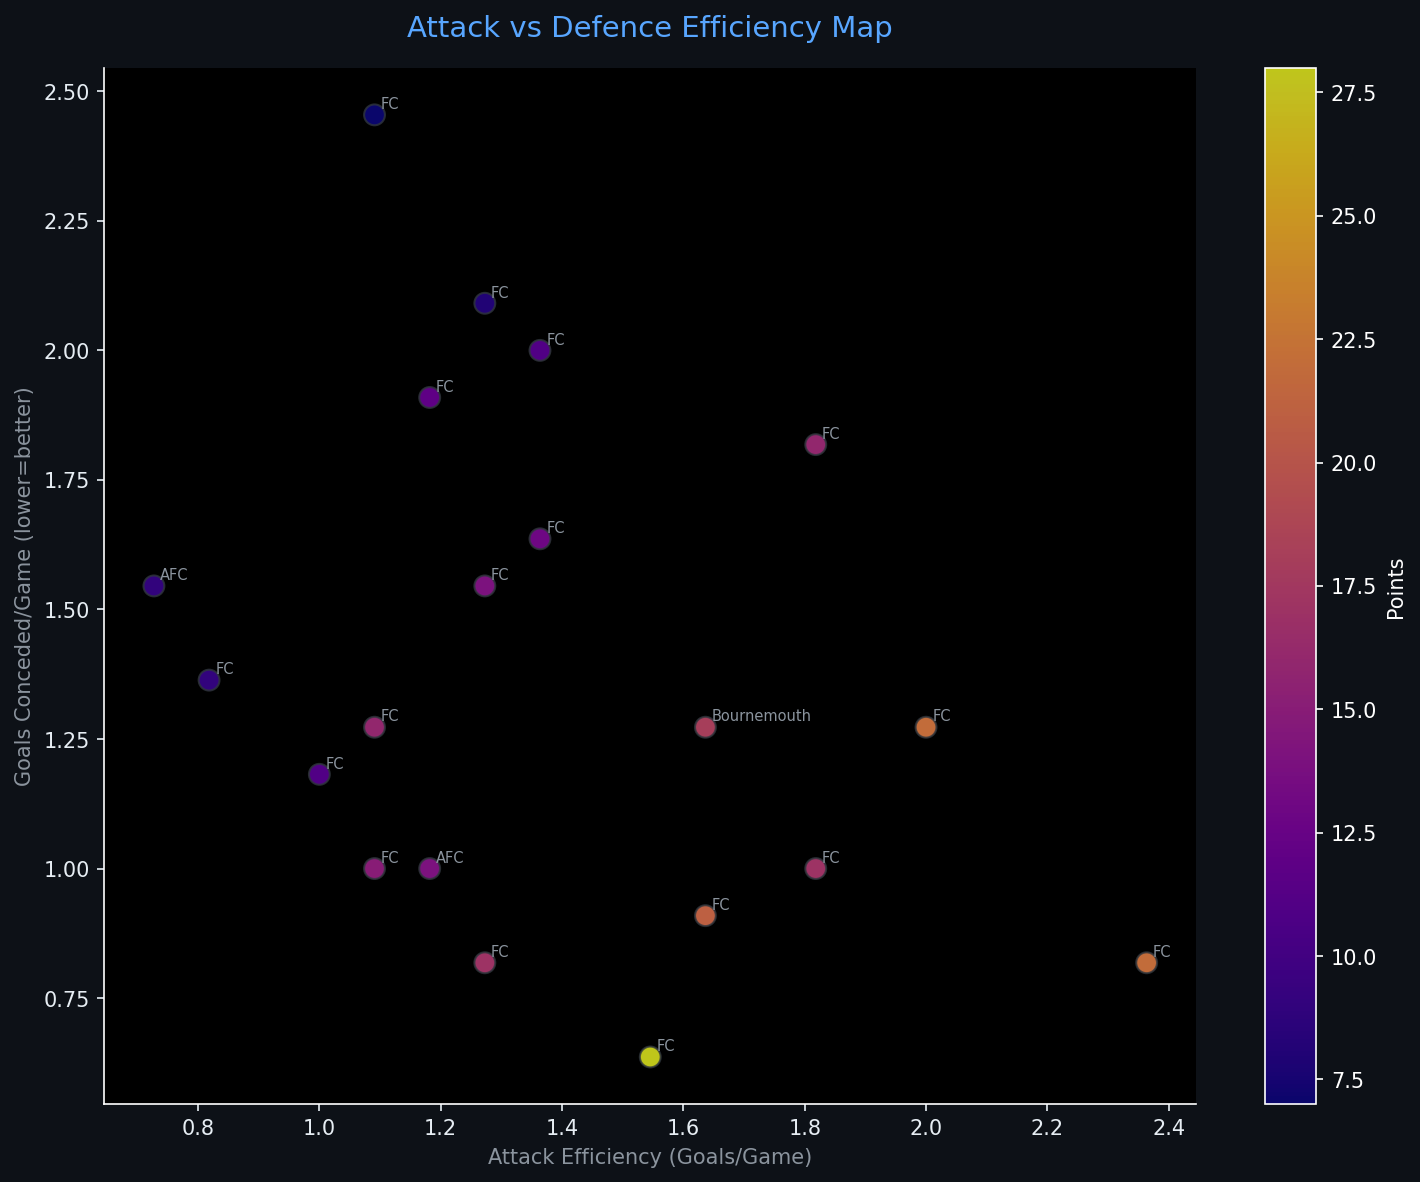 Attack vs Defence Efficiency Map
2.50
2.25
2.00
1.75
1.50
1.25
1.00
0.75
Goals Conceded/Game (lower=better)
FC
FC
FC
FC
FC
FC
AFC
FC
FC
FC
Bournemouth
FC
FC
FC
AFC
FC
FC
FC
FC
FC
0.8
1.0
1.2
1.4
1.6
1.8
2.0
2.2
2.4
Attack Efficiency (Goals/Game)
27.5
25.0
22.5
20.0
17.5
15.0
12.5
10.0
7.5
Points